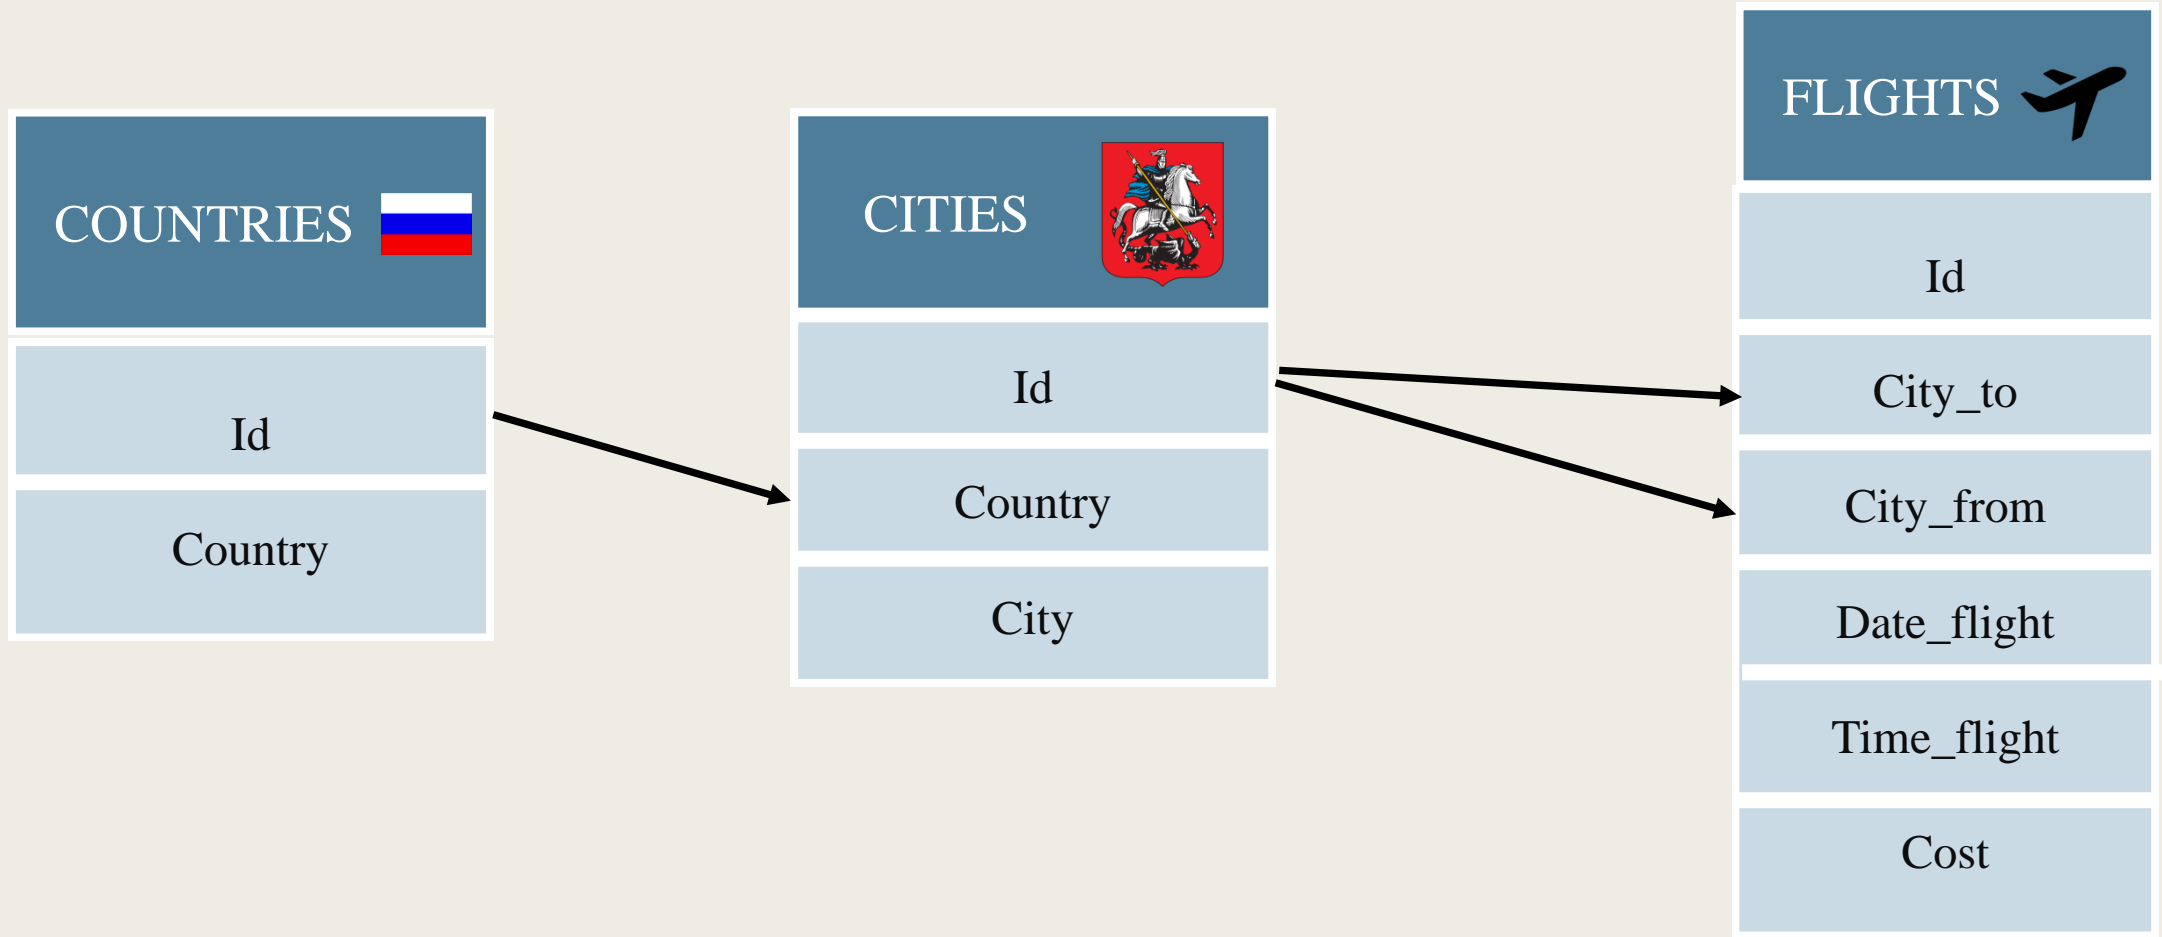 COUNTRIES
Id
Country
CITIES
Id
Country
City
FLIGHTS
Id
City_to
City_from
Date_flight
Time_flight
Cost